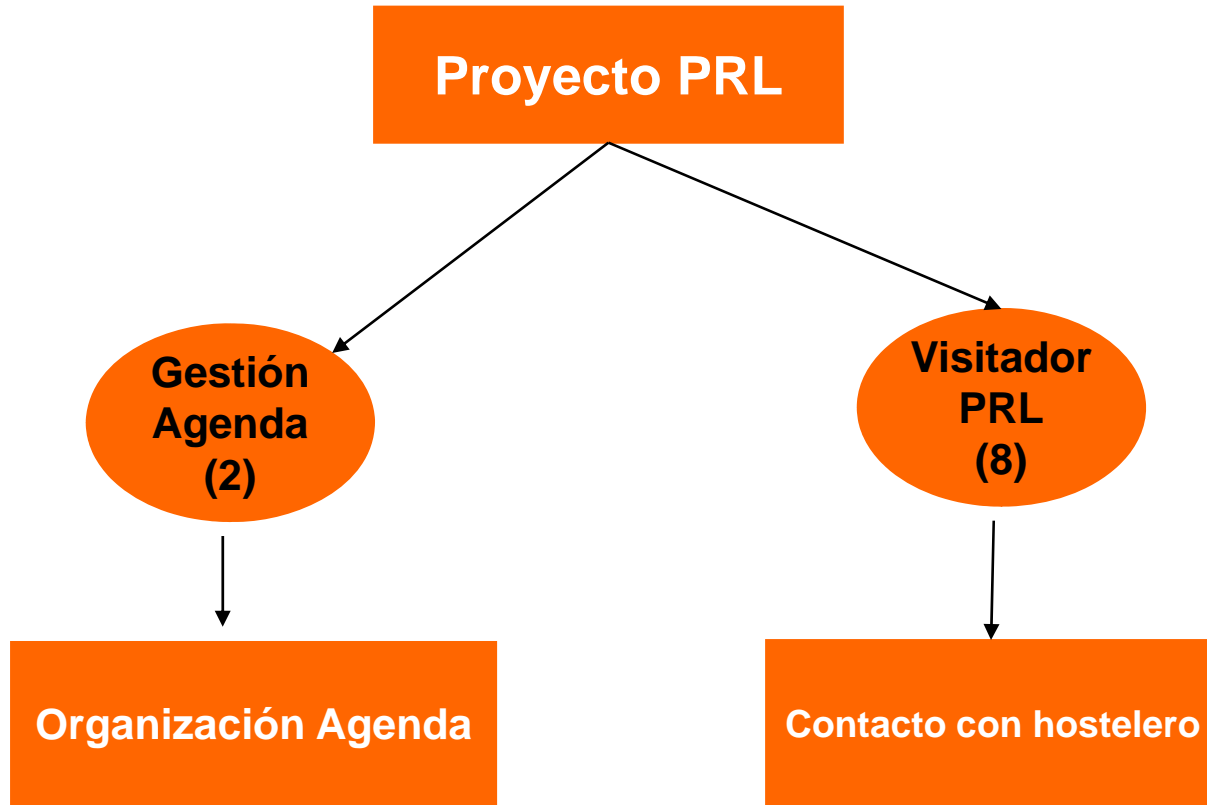 Proyecto PRL
Gestión
Agenda
(2)
Visitador
PRL
(8)
Organización Agenda
Contacto con hostelero